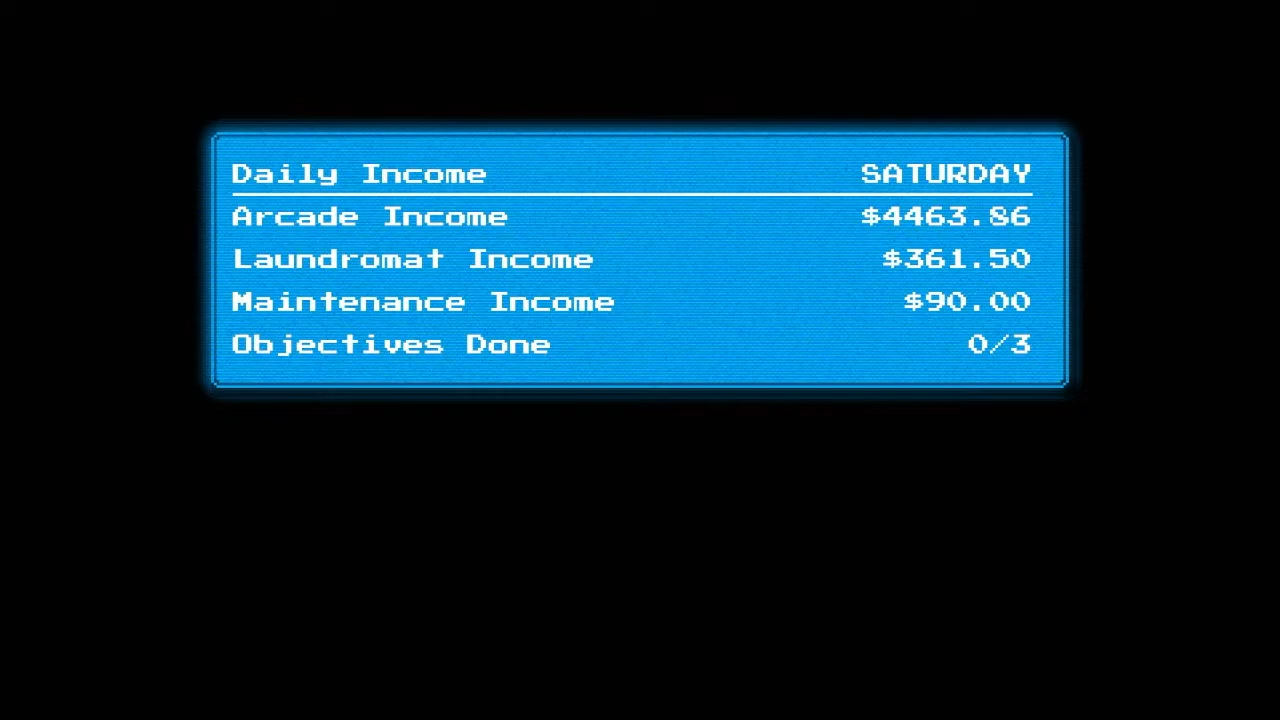 Daily Income SATURDAY
Arcade Income $4463.86
Laundromat Income $361.50
Maintenance Income $90.00
Objectives Done 0/3